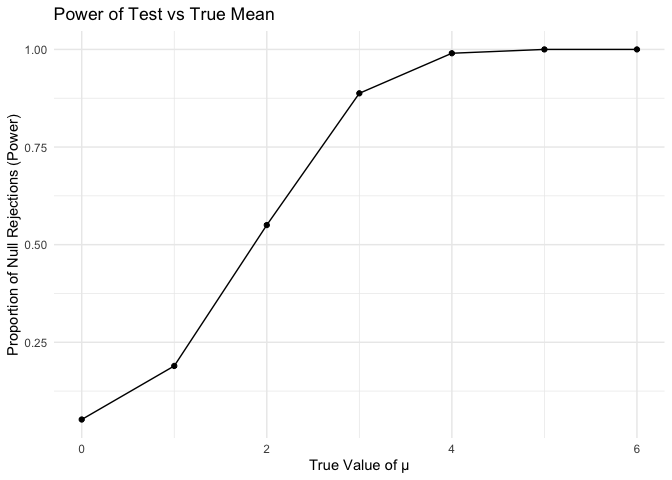 Power of Test vs True Mean
1.00
0.75
0.50
0.25
Proportion of Null Rejections (Power)
0 2 4 6
True Value of μ